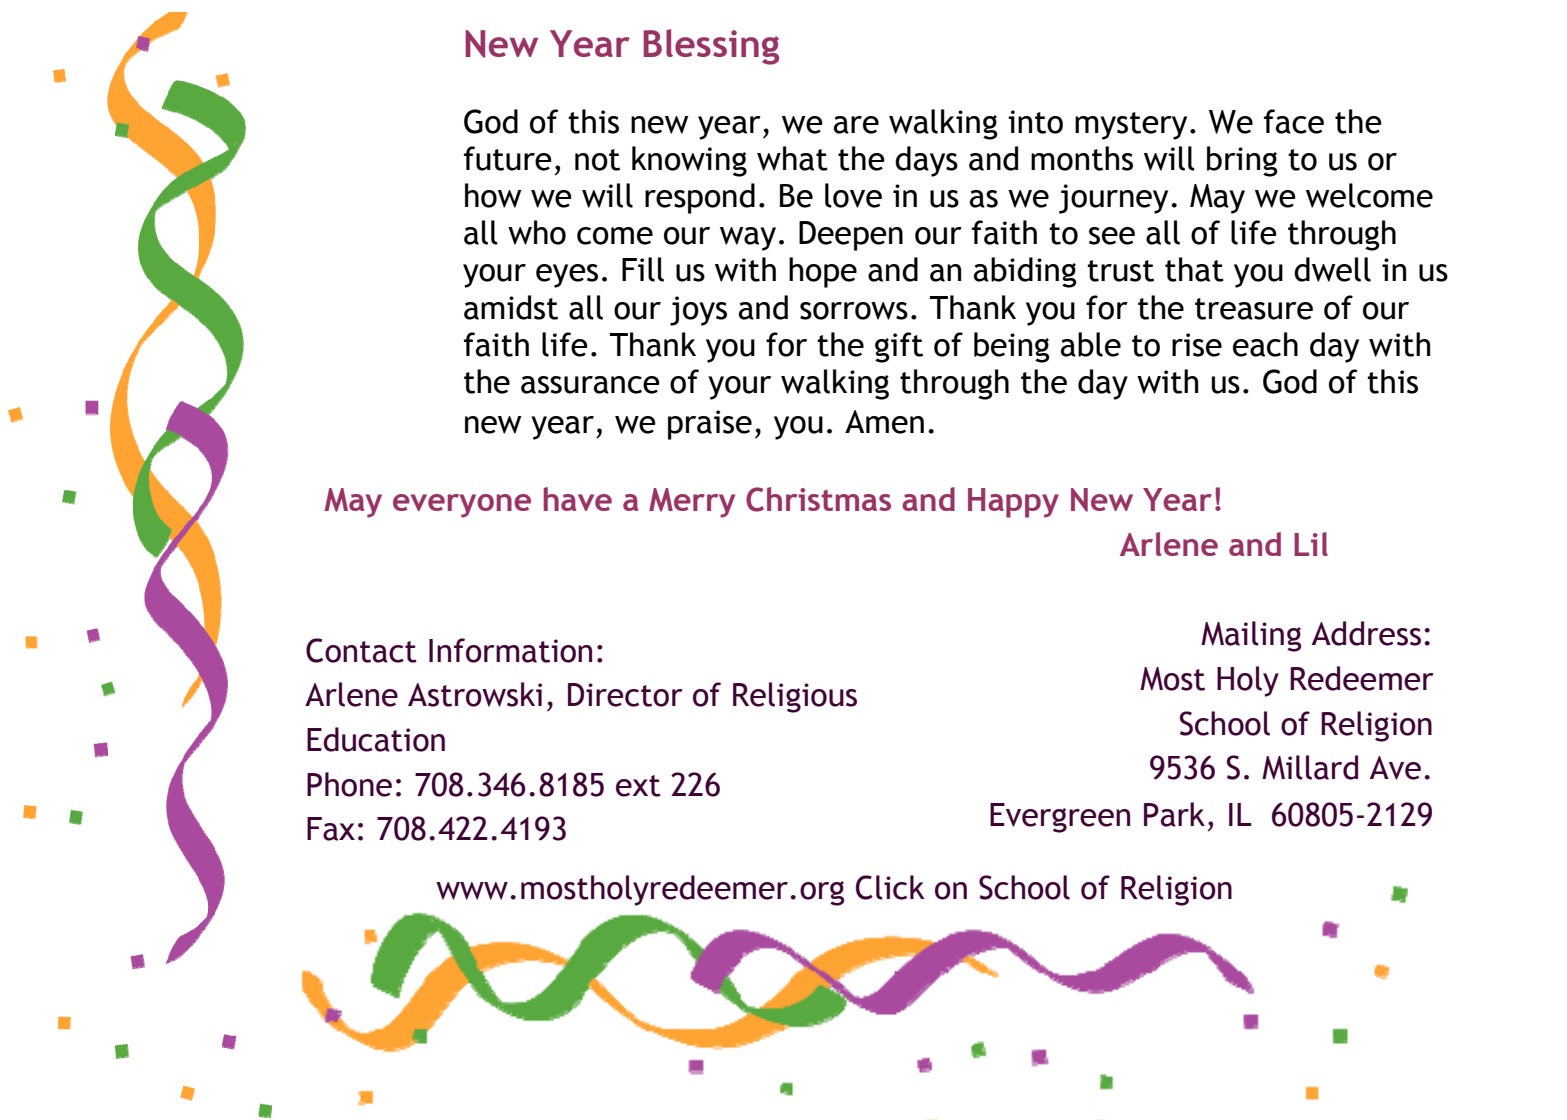 New Year Blessing
God of this new year, we are walking into mystery. We face the
future, not knowing what the days and months will bring to us or
how we will respond. Be love in us as we journey. May we welcome
all who come our way. Deepen our faith to see all of life through
your eyes. Fill us with hope and an abiding trust that you dwell in us
amidst all our joys and sorrows. Thank you for the treasure of our
faith life. Thank you for the gift of being able to rise each day with
the assurance of your walking through the day with us. God of this
new year, we praise, you. Amen.
May everyone have a Merry Christmas and Happy New Year!
Arlene and Lil
Contact Information:
Arlene Astrowski, Director of Religious
Education
Phone: 708.346.8185 ext 226
Fax: 708.422.4193
Mailing Address:
Most Holy Redeemer
School of Religion
9536 S. Millard Ave.
Evergreen Park, IL  60805-2129
www.mostholyredeemer.org Click on School of Religion